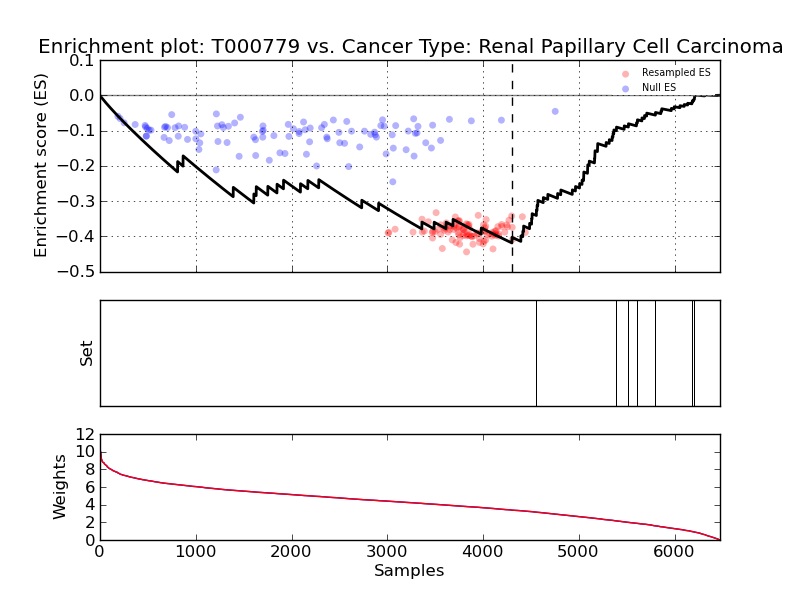 Enrichment plot: T000779 vs. Cancer Type: Renal Papillary Cell Carcinoma
Enrichment score (ES)
0.1
0.0
−0.1
−0.2
−0.3
−0.4
−0.5
Resampled ES
Null ES
Set
Weights
12
10
8
6
4
2
0
0 1000 2000 3000 4000 5000 6000
Samples